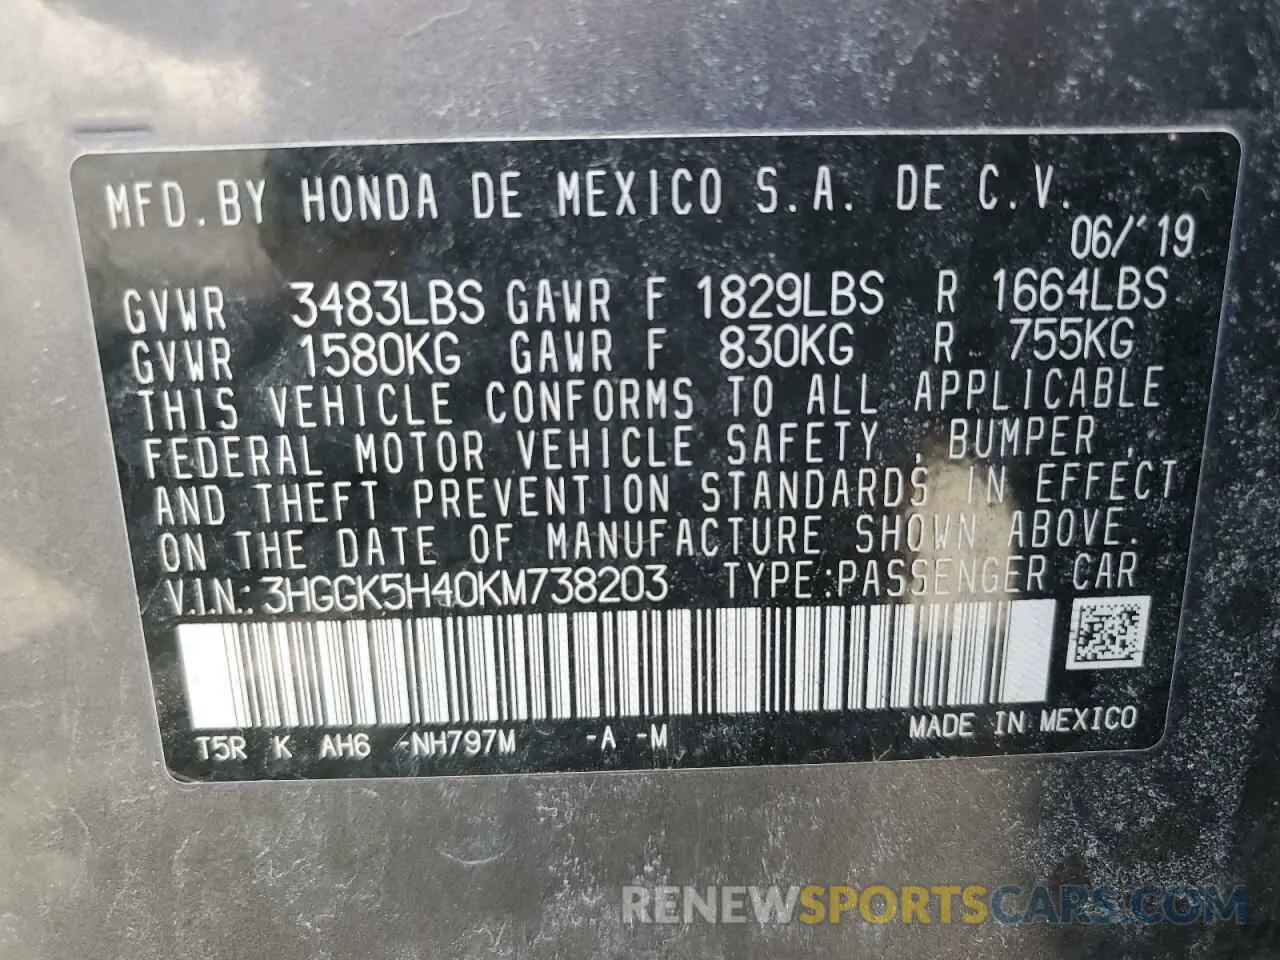 MFD. BY HONDA DE MEXICO S.A. DE C.V.
06/'19
GVWR 3483LBS GAWR F 1829LBS R 1664LBS
GVWR 1580KG GAWR F 830KG R 755KG
THIS VEHICLE CONFORMS TO ALL APPLICABLE
FEDERAL MOTOR VEHICLE SAFETY , BUMPER ,
AND THEFT PREVENTION STANDARDS IN EFFECT
ON THE DATE OF MANUFACTURE SHOWN ABOVE.
V.I.N.: 3HGGK5H40KM738203 TYPE:PASSENGER CAR
T5R K AH6 -NH797M -A -M
MADE IN MEXICO
RENEWSPORTSCARS.COM